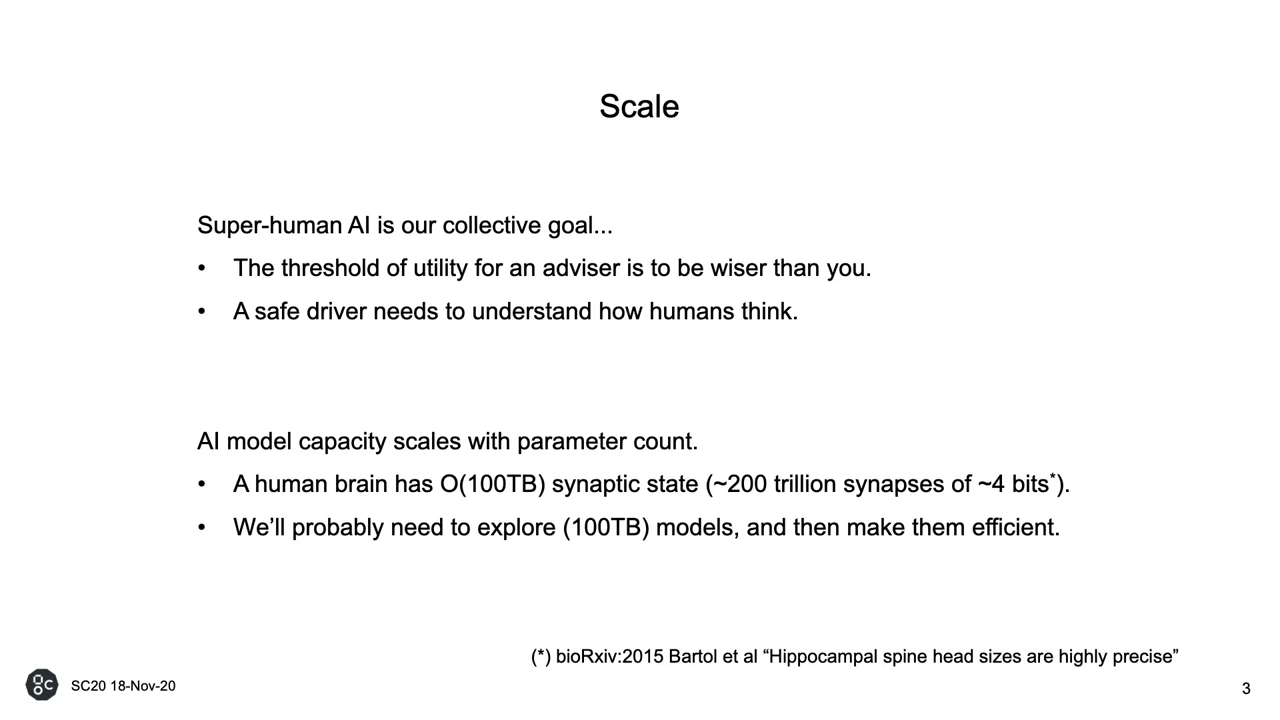 Scale
Super-human AI is our collective goal...
• The threshold of utility for an adviser is to be wiser than you.
• A safe driver needs to understand how humans think.
AI model capacity scales with parameter count.
• A human brain has O(100TB) synaptic state (~200 trillion synapses of ~4 bits*).
• We’ll probably need to explore (100TB) models, and then make them efficient.
(*) bioRxiv:2015 Bartol et al “Hippocampal spine head sizes are highly precise”
SC20 18-Nov-20
3